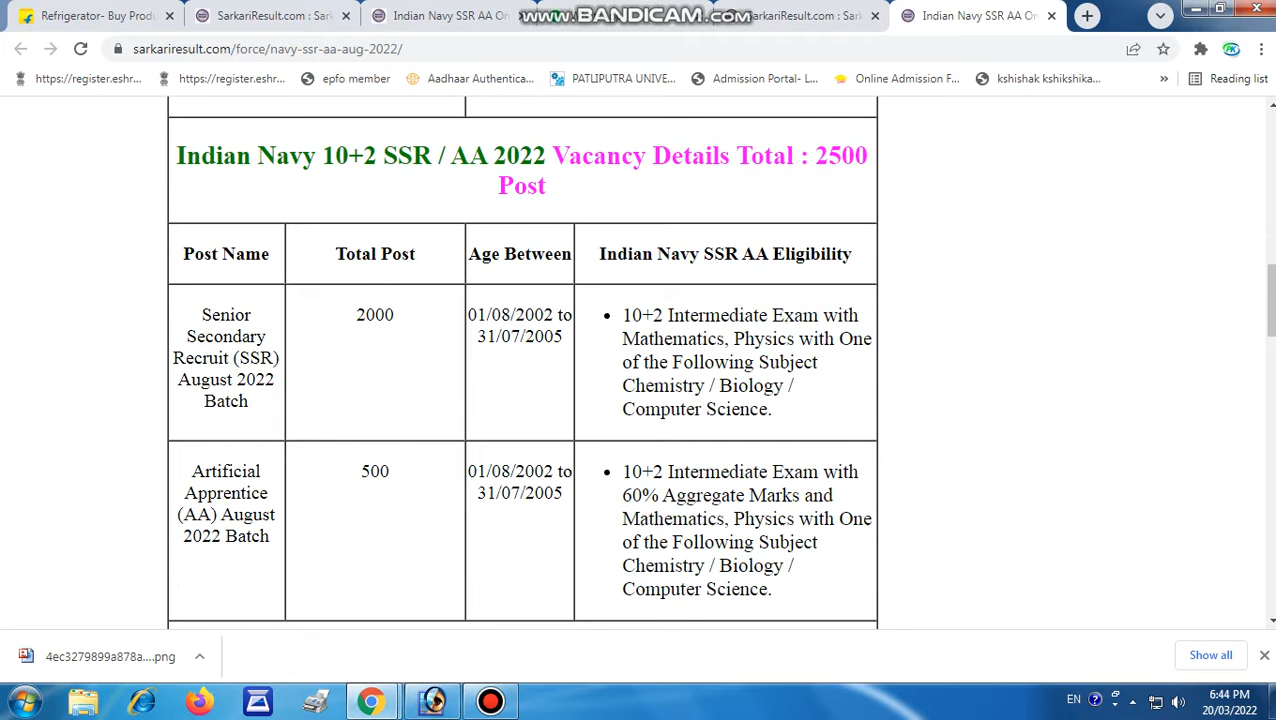 Refrigerator- Buy Produ
SarkariResult.com : Sark
Indian Navy SSR AA O
www.BANDICAM.com
arkariResult.com : Sark
Indian Navy SSR AA On
sarkariresult.com/force/navy-ssr-aa-aug-2022/
https://register.eshr...
https://register.eshr...
epfo member
Aadhaar Authentica...
PATLIPUTRA UNIVE...
Admission Portal- L...
Online Admission F...
kshishak kshikshika...
»
Reading list
Indian Navy 10+2 SSR / AA 2022 Vacancy Details Total : 2500
Post
Post Name
Total Post
Age Between
Indian Navy SSR AA Eligibility
Senior
Secondary
Recruit (SSR)
August 2022
Batch
2000
01/08/2002 to
31/07/2005
• 10+2 Intermediate Exam with
Mathematics, Physics with One
of the Following Subject
Chemistry / Biology /
Computer Science.
Artificial
Apprentice
(AA) August
2022 Batch
500
01/08/2002 to
31/07/2005
• 10+2 Intermediate Exam with
60% Aggregate Marks and
Mathematics, Physics with One
of the Following Subject
Chemistry / Biology /
Computer Science.
4ec3279899a878a....png
Show all
EN
6:44 PM
20/03/2022